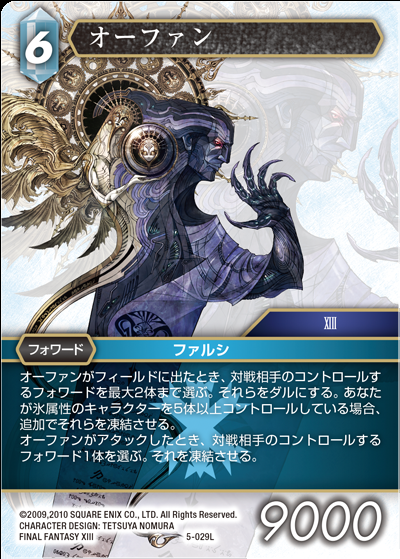 6
オーファン
XIII
フォワード
ファルシ
オーファンがフィールドに出たとき、対戦相手のコントロールす
るフォワードを最大2体まで選ぶ。それらをダルにする。あなた
が氷属性のキャラクターを5体以上コントロールしている場合、
追加でそれらを凍結させる。
オーファンがアタックしたとき、対戦相手のコントロールする
フォワード1体を選ぶ。それを凍結させる。
©2009,2010 SQUARE ENIX CO., LTD. All Rights Reserved.
CHARACTER DESIGN: TETSUYA NOMURA
FINAL FANTASY XIII
5-029L
9000